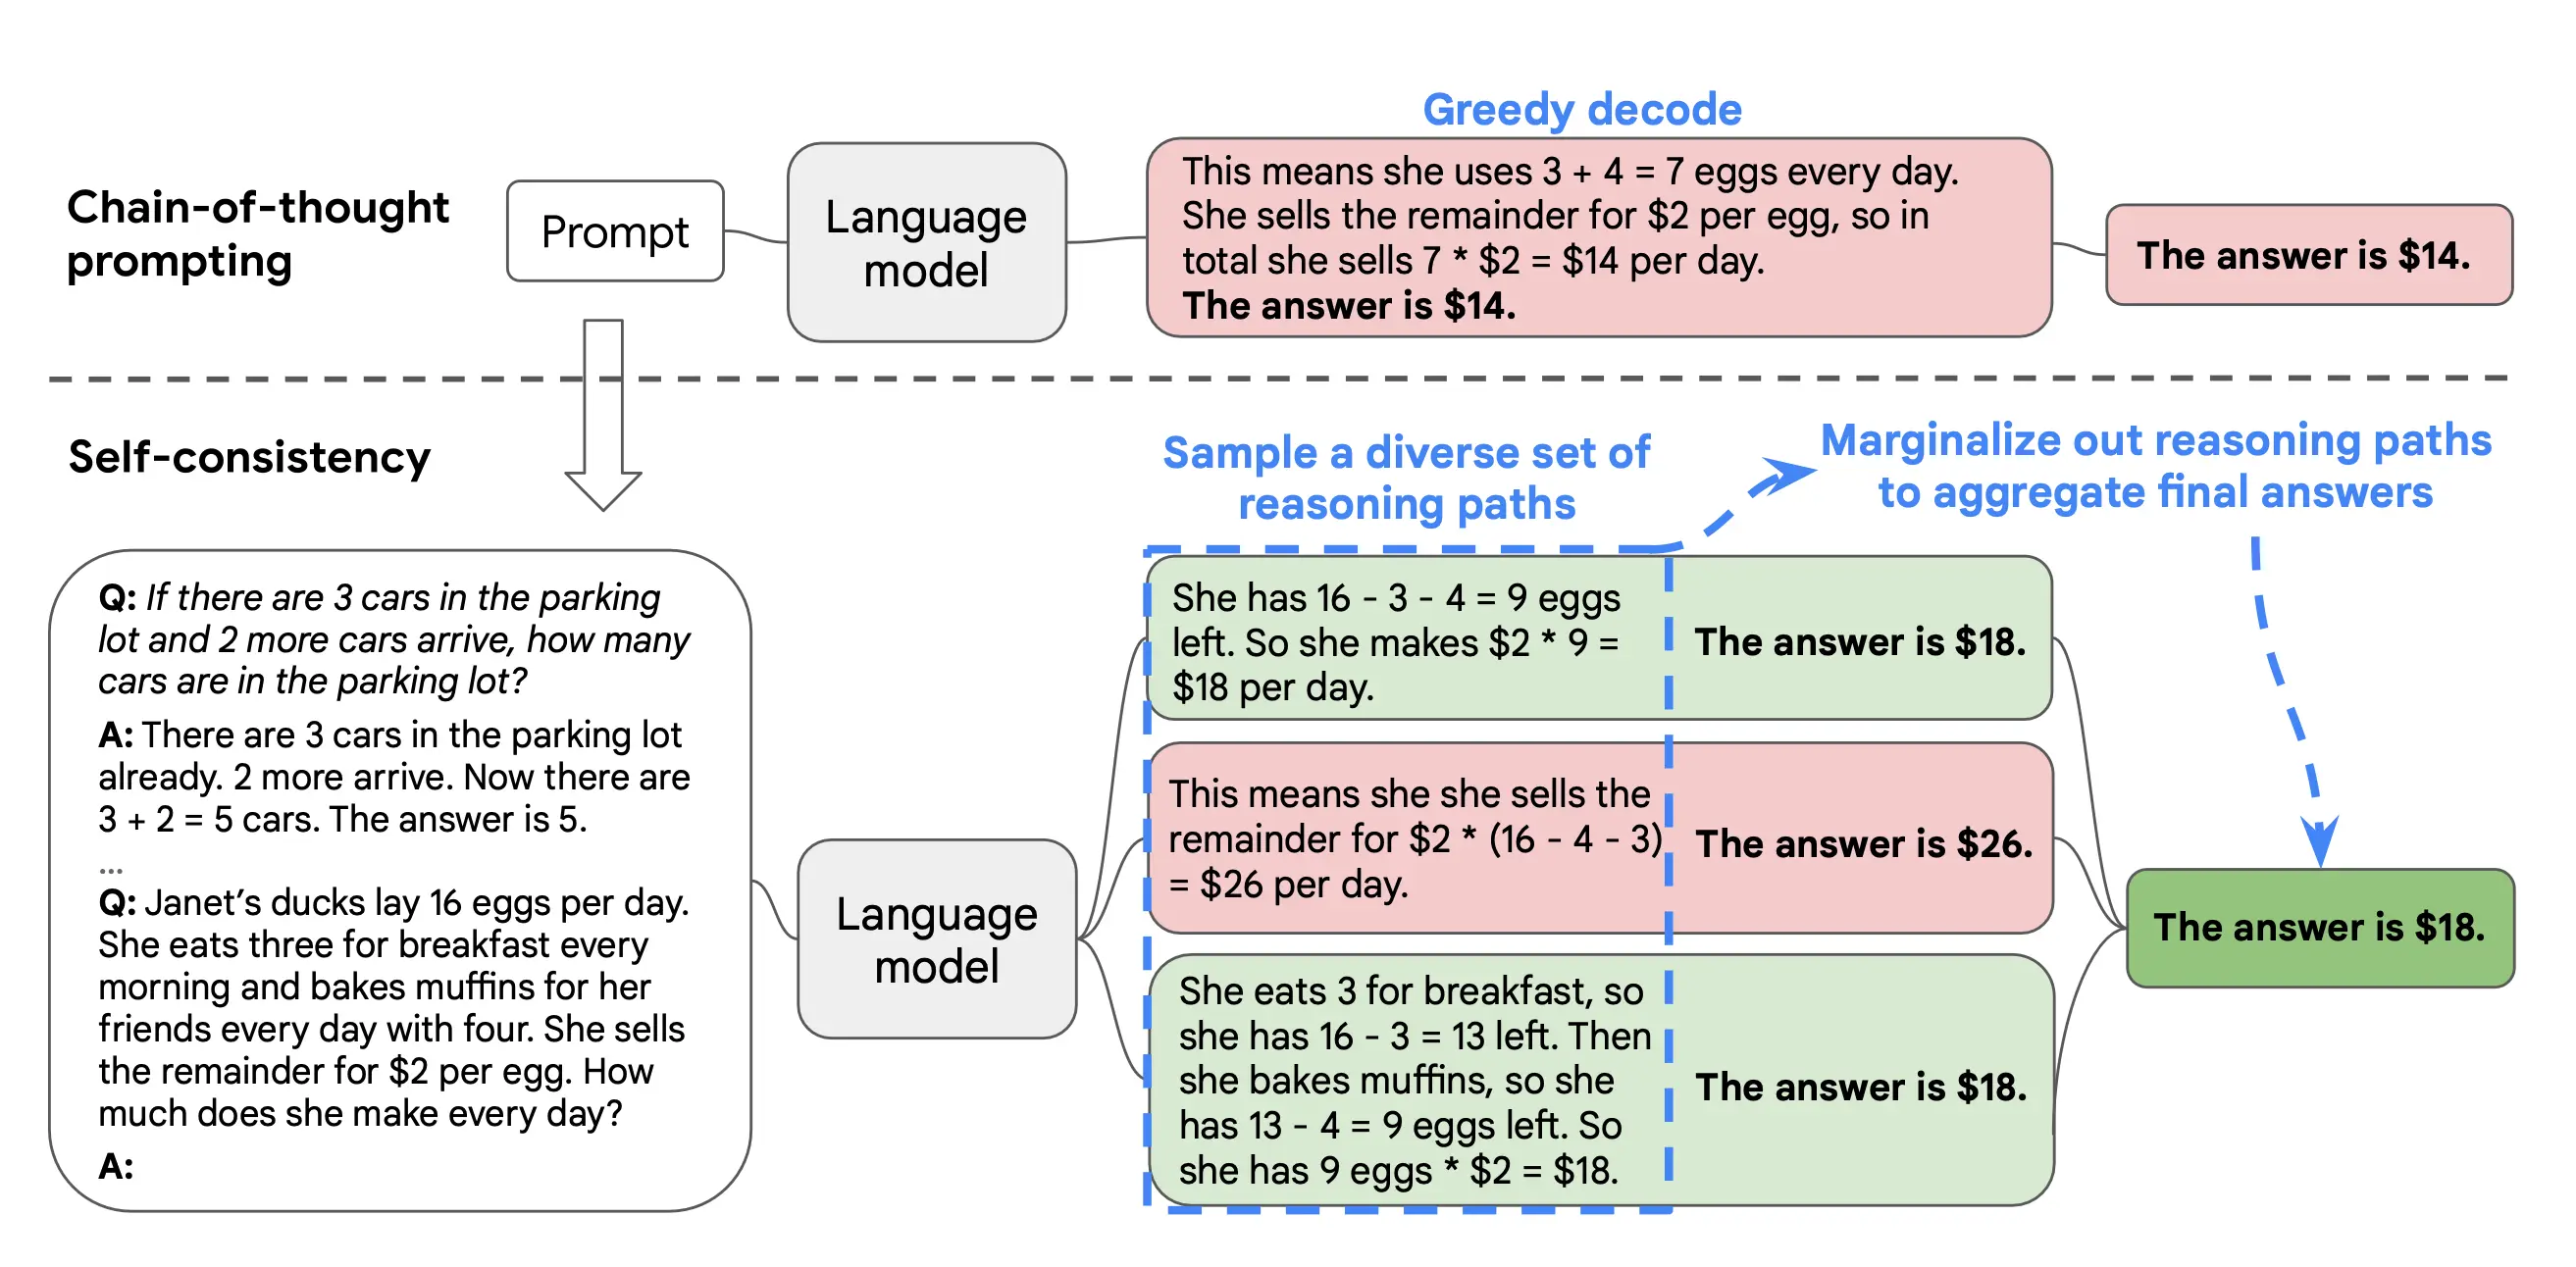 Greedy decode
Chain-of-thought
prompting
Prompt
Language
model
This means she uses 3 + 4 = 7 eggs every day.
She sells the remainder for $2 per egg, so in
total she sells 7 * $2 = $14 per day.
The answer is $14.
The answer is $14.
Self-consistency
Sample a diverse set of
reasoning paths
Marginalize out reasoning paths
to aggregate final answers
Q: If there are 3 cars in the parking
lot and 2 more cars arrive, how many
cars are in the parking lot?
A: There are 3 cars in the parking lot
already. 2 more arrive. Now there are
3 + 2 = 5 cars. The answer is 5.
...
Q: Janet’s ducks lay 16 eggs per day.
She eats three for breakfast every
morning and bakes muffins for her
friends every day with four. She sells
the remainder for $2 per egg. How
much does she make every day?
A:
Language
model
She has 16 - 3 - 4 = 9 eggs
left. So she makes $2 * 9 =
$18 per day.
The answer is $18.
This means she she sells the
remainder for $2 * (16 - 4 - 3)
= $26 per day.
The answer is $26.
She eats 3 for breakfast, so
she has 16 - 3 = 13 left. Then
she bakes muffins, so she
has 13 - 4 = 9 eggs left. So
she has 9 eggs * $2 = $18.
The answer is $18.
The answer is $18.